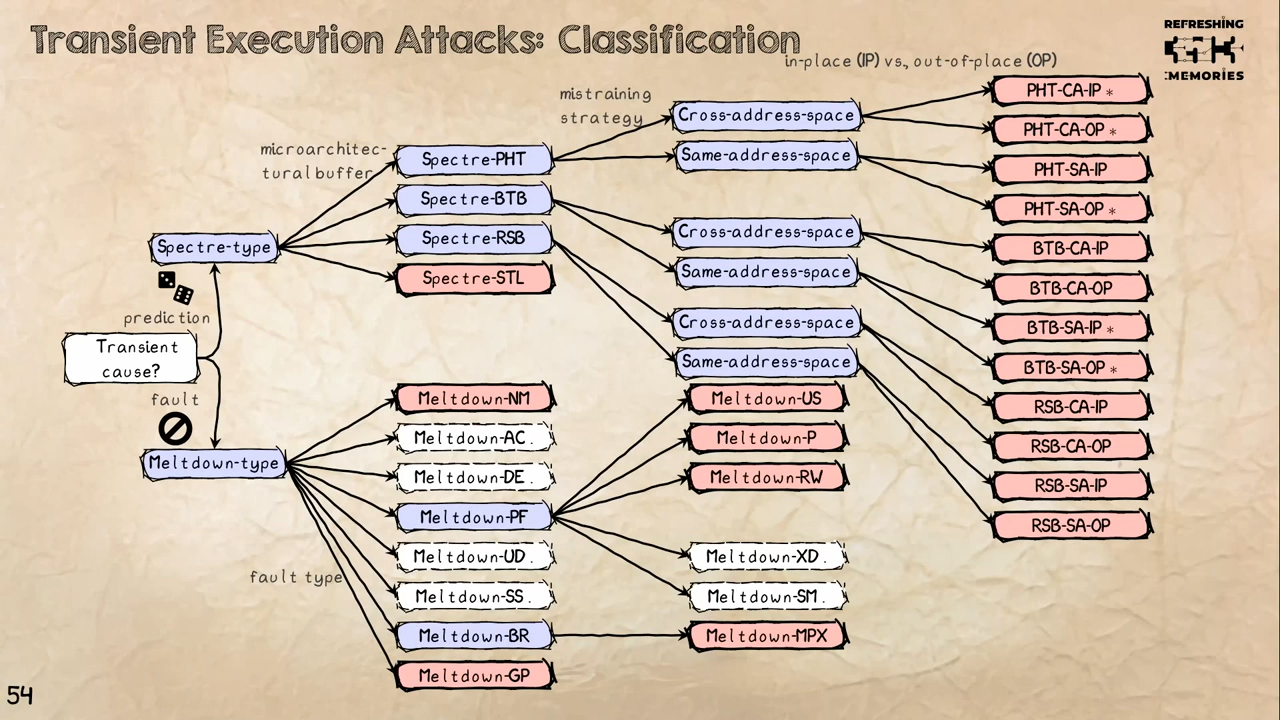 Transient Execution Attacks: Classification
REFRESHING
MEMORIES
in-place (IP) vs., out-of-place (OP)
mistraining
strategy
microarchitec-
tural buffer
Spectre-type
prediction
Transient
cause?
fault
Meltdown-type
fault type
Spectre-PHT
Spectre-BTB
Spectre-RSB
Spectre-STL
Meltdown-NM
Meltdown-AC.
Meltdown-DE.
Meltdown-PF
Meltdown-UD.
Meltdown-SS.
Meltdown-BR
Meltdown-GP
Cross-address-space
Same-address-space
Cross-address-space
Same-address-space
Cross-address-space
Same-address-space
Meltdown-US
Meltdown-P
Meltdown-RW
Meltdown-XD.
Meltdown-SM.
Meltdown-MPX
PHT-CA-IP *
PHT-CA-OP *
PHT-SA-IP
PHT-SA-OP *
BTB-CA-IP
BTB-CA-OP
BTB-SA-IP *
BTB-SA-OP *
RSB-CA-IP
RSB-CA-OP
RSB-SA-IP
RSB-SA-OP
54